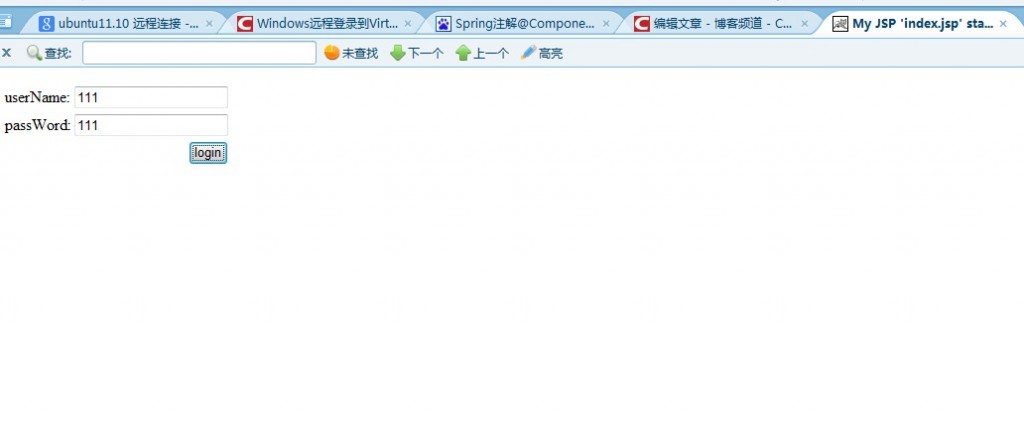 ubuntu11.10 远程连接 -... Windows远程登录到Virt... Spring注解@Compone... 编辑文章 - 博客频道 - C... My JSP 'index.jsp' sta...
查找: 未查找 下一个 上一个 高亮
userName: 111
passWord: 111
login